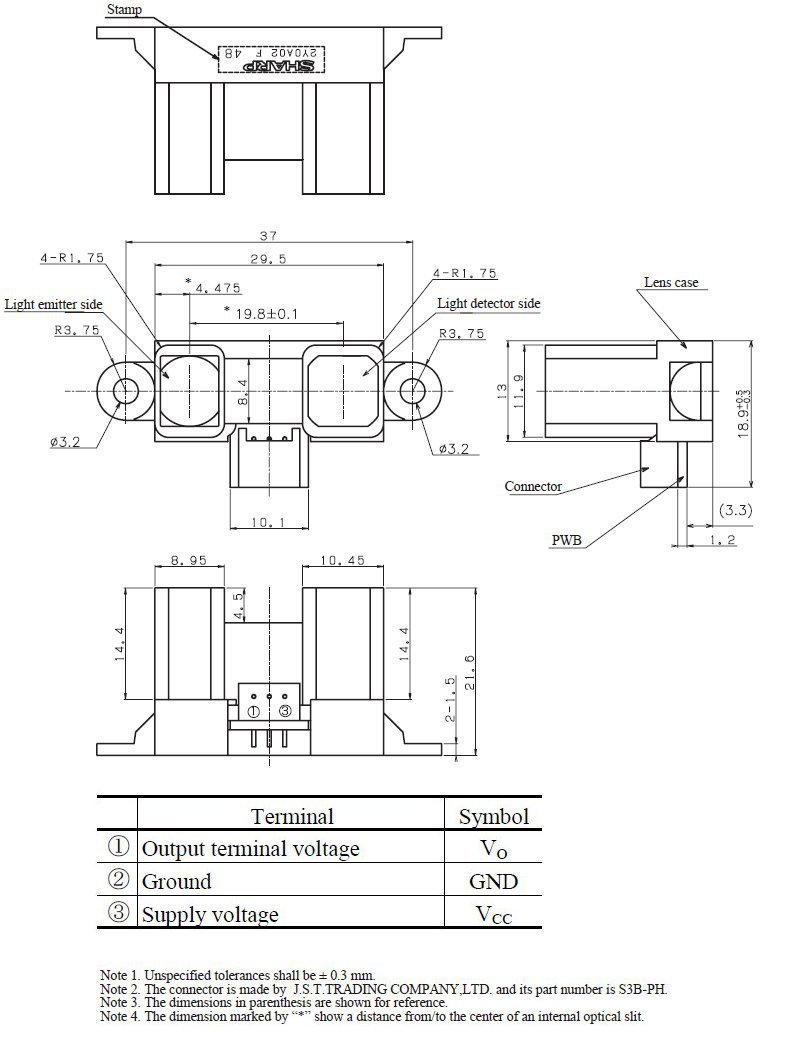 Stamp
2Y0A02 F 48
SHARP
37
4-R1.75
29.5
4-R1.75
* 4.475
Lens case
Light emitter side
* 19.8±0.1
Light detector side
R3.75
R3.75
8.4
13
11.9
18.9+0.5 -0.3
ø3.2
ø3.2
Connector
10.1
(3.3)
PWB
1.2
8.95
10.45
4.5
14.4
14.4
21.6
2-1.5
① ③
Terminal Symbol
① Output terminal voltage VO
② Ground GND
③ Supply voltage VCC
Note 1. Unspecified tolerances shall be ± 0.3 mm.
Note 2. The connector is made by J.S.T.TRADING COMPANY,LTD. and its part number is S3B-PH.
Note 3. The dimensions in parenthesis are shown for reference.
Note 4. The dimension marked by “*” show a distance from/to the center of an internal optical slit.